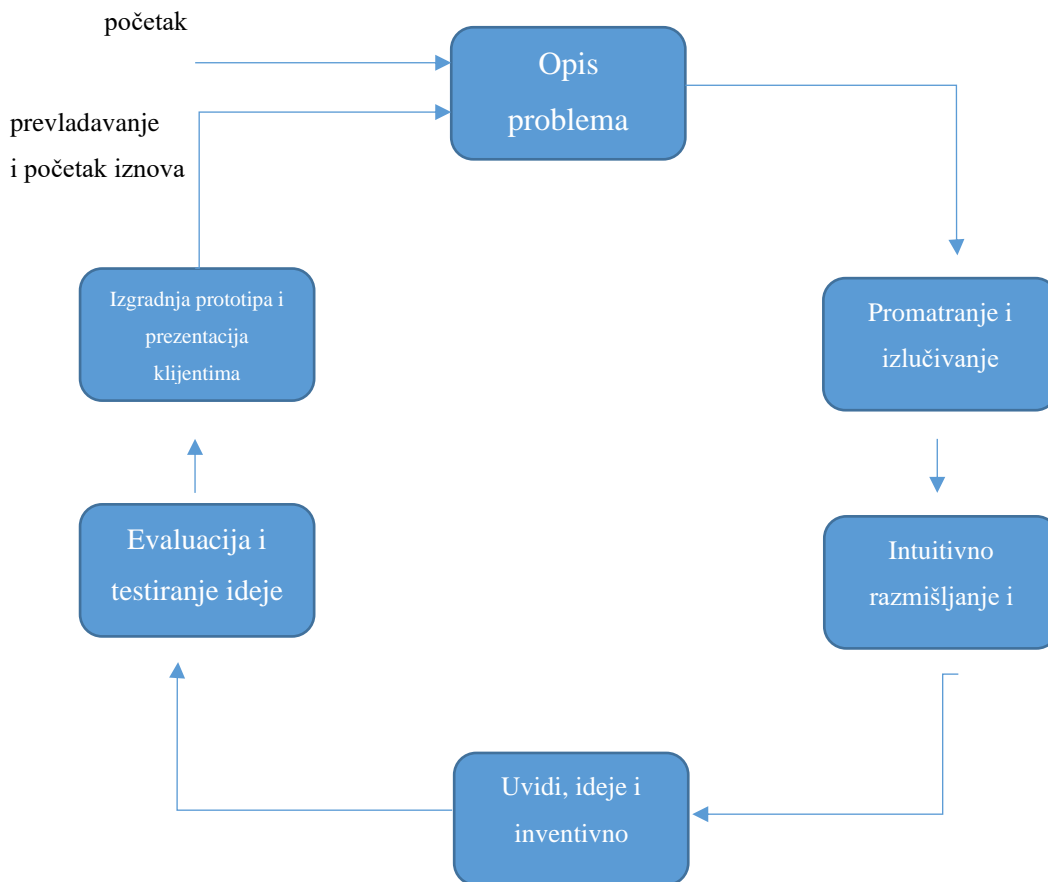 početak
Opis
problema
prevladavanje
i početak iznova
Izgradnja prototipa i
prezentacija
klijentima
Promatranje i
izlučivanje
Evaluacija i
testiranje ideje
Intuitivno
razmišljanje i
Uvidi, ideje i
inventivno